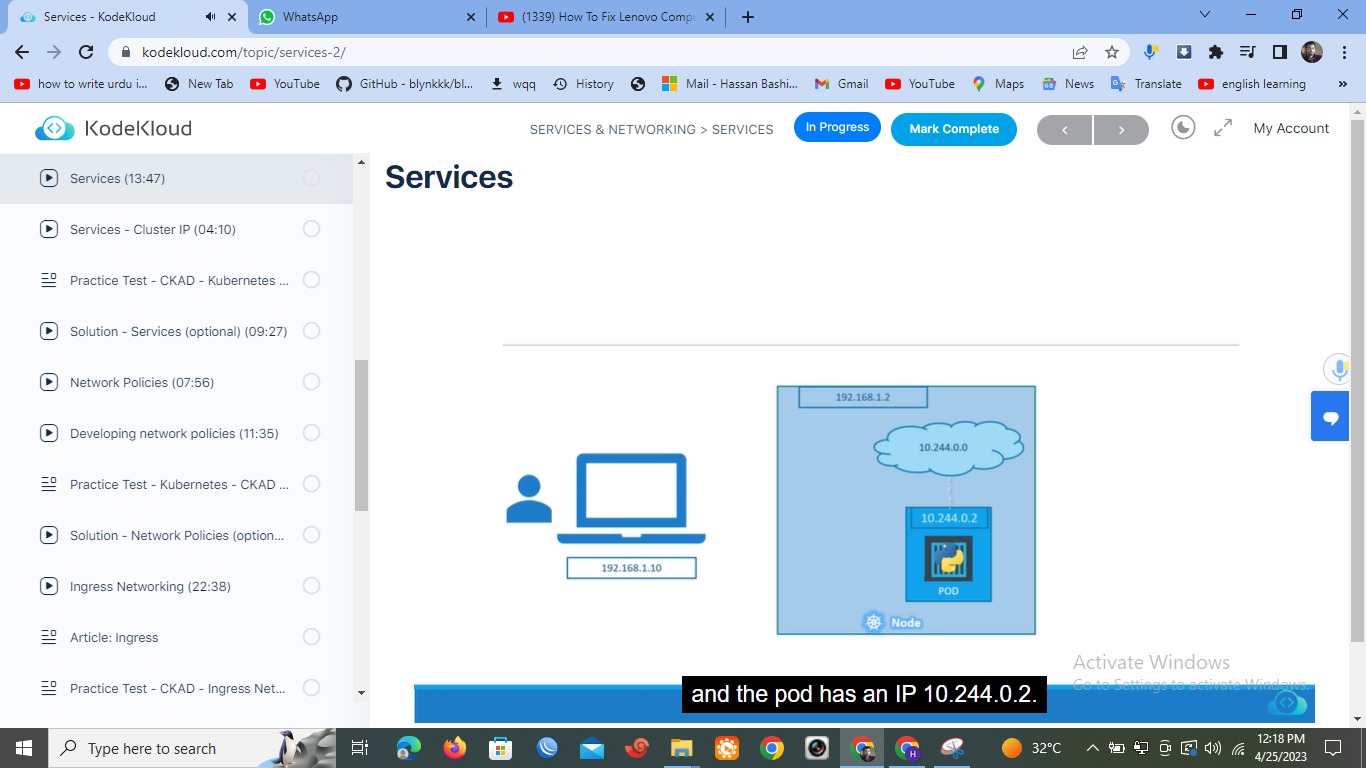 Services - KodeKloud
WhatsApp
(1339) How To Fix Lenovo Compu
kodekloud.com/topic/services-2/
how to write urdu i...
New Tab
YouTube
GitHub - blynkkk/bl...
wqq
History
Mail - Hassan Bashi...
Gmail
YouTube
Maps
News
Translate
english learning
»
KodeKloud
SERVICES & NETWORKING > SERVICES
In Progress
Mark Complete
My Account
Services (13:47)
Services - Cluster IP (04:10)
Practice Test - CKAD - Kubernetes ...
Solution - Services (optional) (09:27)
Network Policies (07:56)
Developing network policies (11:35)
Practice Test - Kubernetes - CKAD ...
Solution - Network Policies (option...
Ingress Networking (22:38)
Article: Ingress
Practice Test - CKAD - Ingress Net...
Services
192.168.1.2
10.244.0.0
10.244.0.2
POD
Node
192.168.1.10
Activate Windows
Go to Settings to activate Windows.
and the pod has an IP 10.244.0.2.
Type here to search
32°C
12:18 PM
4/25/2023